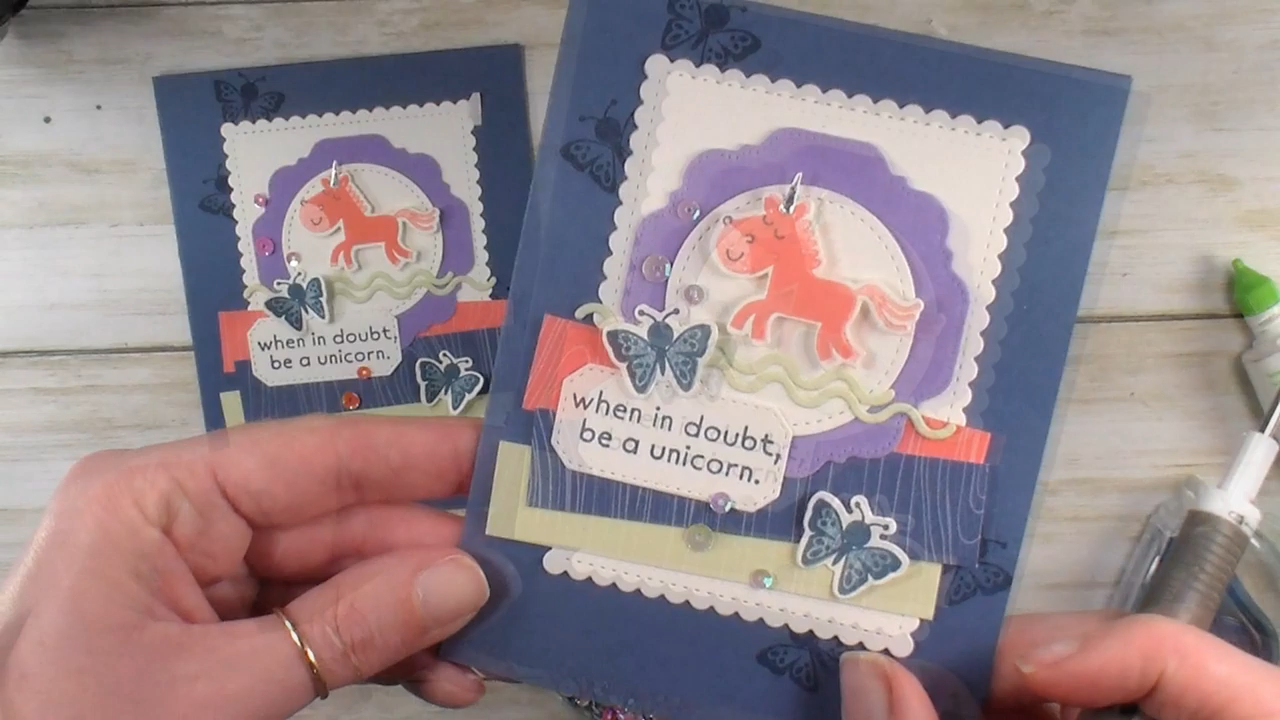 when in doubt,
be a unicorn.
when in doubt,
be a unicorn.